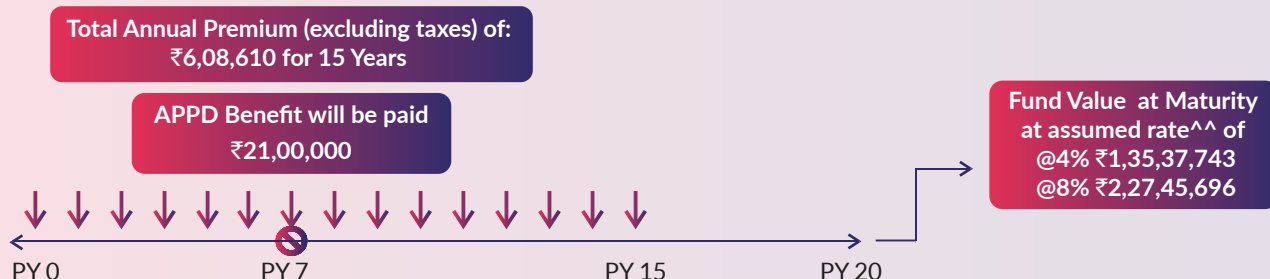 Total Annual Premium (excluding taxes) of:
₹6,08,610 for 15 Years
APPD Benefit will be paid
₹21,00,000
Fund Value at Maturity
at assumed rate^^ of
@4% ₹1,35,37,743
@8% ₹2,27,45,696
PY 0
PY 7
PY 15
PY 20